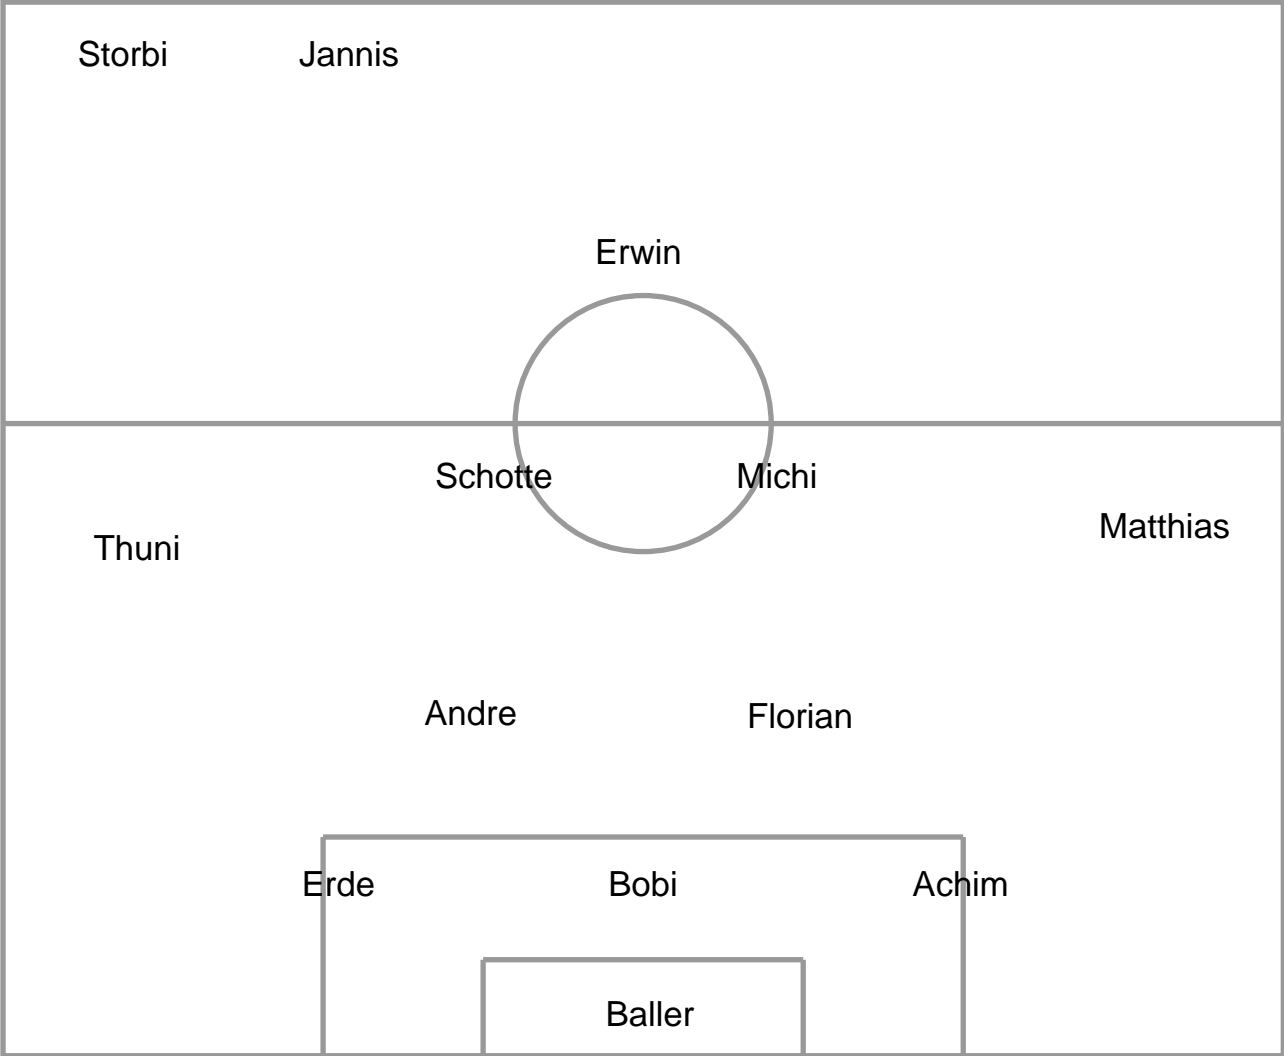 Storbi Jannis
Erwin
Schotte Michi
Matthias
Thuni
Andre Florian
Erde Bobi Achim
Baller